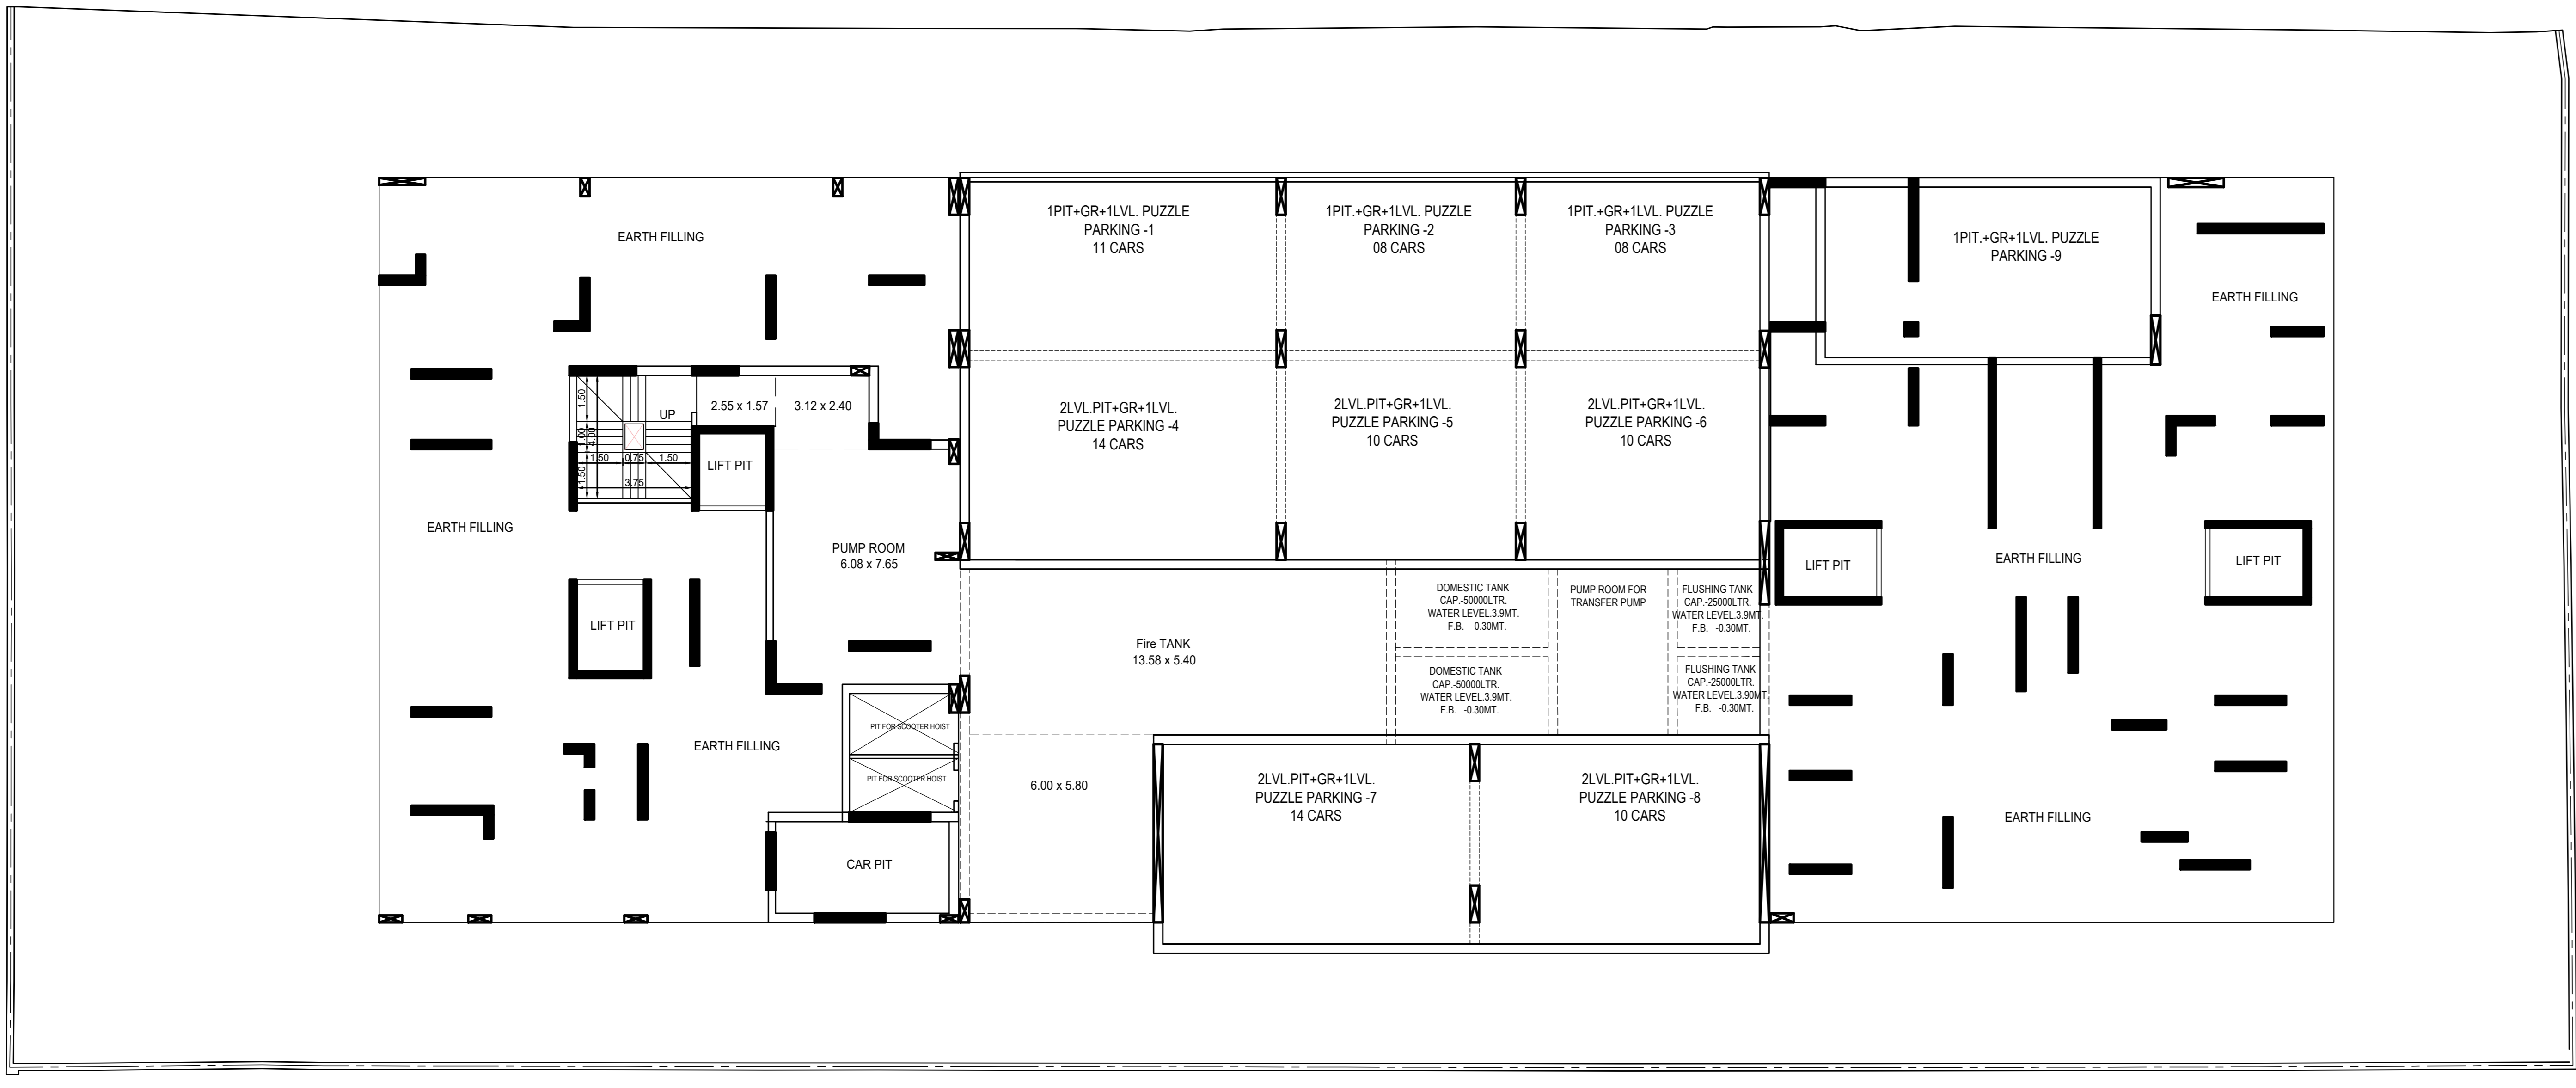 EARTH FILLING
1PIT+GR+1LVL. PUZZLE
PARKING -1
11 CARS
1PIT.+GR+1LVL. PUZZLE
PARKING -2
08 CARS
1PIT.+GR+1LVL. PUZZLE
PARKING -3
08 CARS
1PIT.+GR+1LVL. PUZZLE
PARKING -9
EARTH FILLING
1.50
1.00
4.00
1.50
UP
1.50
0.75
1.50
3.75
2.55 x 1.57
3.12 x 2.40
LIFT PIT
2LVL.PIT+GR+1LVL.
PUZZLE PARKING -4
14 CARS
2LVL.PIT+GR+1LVL.
PUZZLE PARKING -5
10 CARS
2LVL.PIT+GR+1LVL.
PUZZLE PARKING -6
10 CARS
EARTH FILLING
PUMP ROOM
6.08 x 7.65
LIFT PIT
EARTH FILLING
LIFT PIT
LIFT PIT
Fire TANK
13.58 x 5.40
DOMESTIC TANK
CAP.-50000LTR.
WATER LEVEL.3.9MT.
F.B. -0.30MT.
PUMP ROOM FOR
TRANSFER PUMP
FLUSHING TANK
CAP.-25000LTR.
WATER LEVEL.3.9MT.
F.B. -0.30MT.
DOMESTIC TANK
CAP.-50000LTR.
WATER LEVEL.3.9MT.
F.B. -0.30MT.
FLUSHING TANK
CAP.-25000LTR.
WATER LEVEL.3.90MT.
F.B. -0.30MT.
EARTH FILLING
PIT FOR SCOOTER HOIST
PIT FOR SCOOTER HOIST
6.00 x 5.80
2LVL.PIT+GR+1LVL.
PUZZLE PARKING -7
14 CARS
2LVL.PIT+GR+1LVL.
PUZZLE PARKING -8
10 CARS
EARTH FILLING
CAR PIT